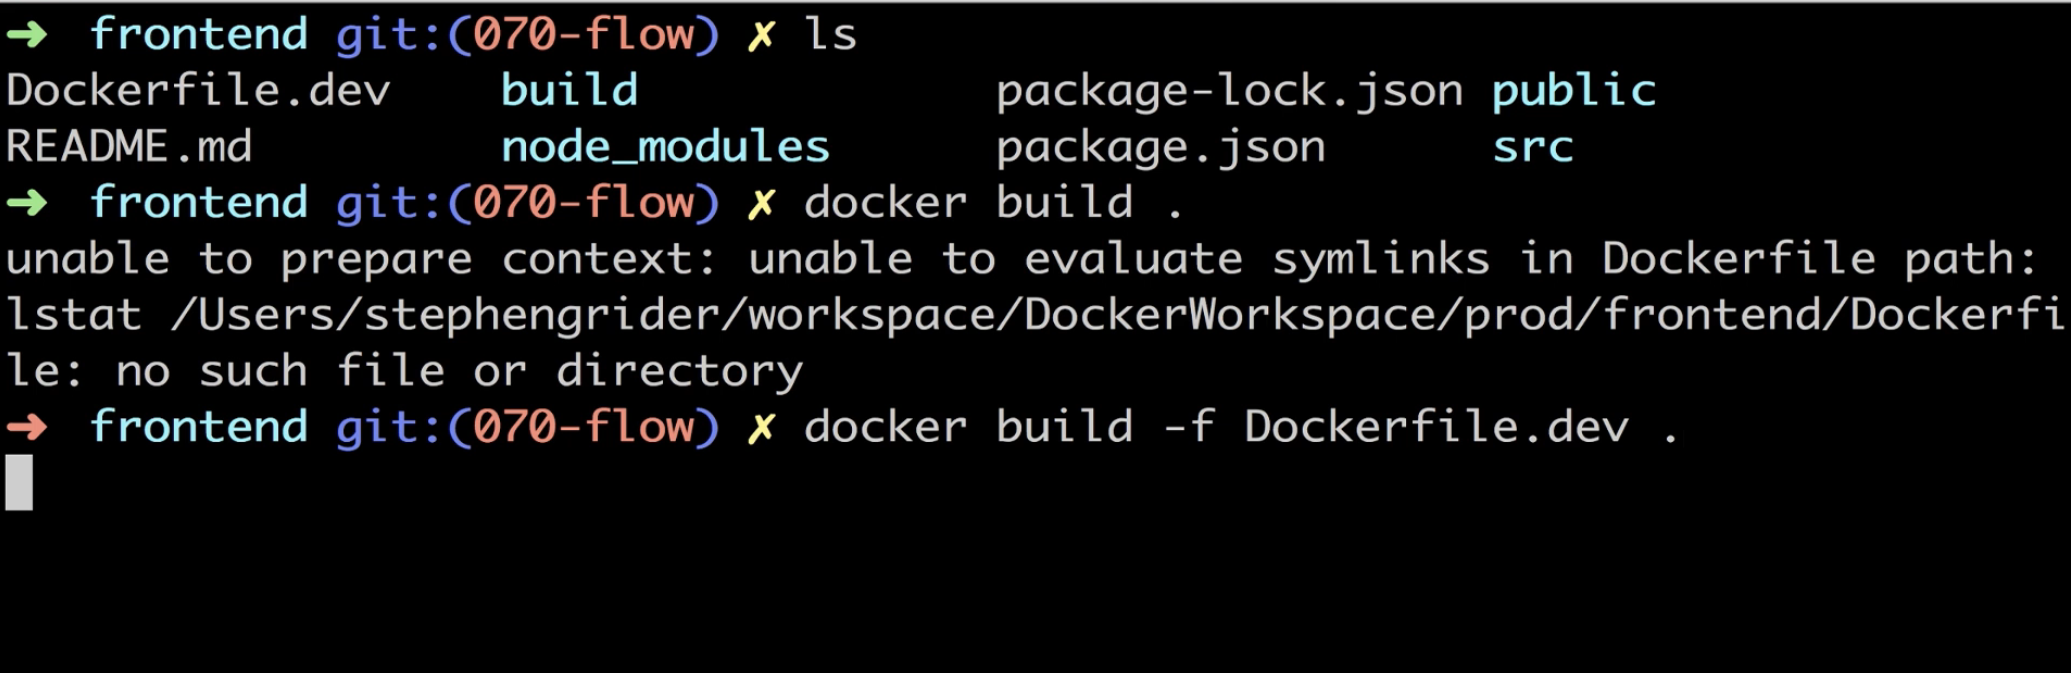 ➜ frontend git:(070-flow) ✗ ls
Dockerfile.dev build package-lock.json public
README.md node_modules package.json src
➜ frontend git:(070-flow) ✗ docker build .
unable to prepare context: unable to evaluate symlinks in Dockerfile path:
lstat /Users/stephengrider/workspace/DockerWorkspace/prod/frontend/Dockerfi
le: no such file or directory
➜ frontend git:(070-flow) ✗ docker build -f Dockerfile.dev .